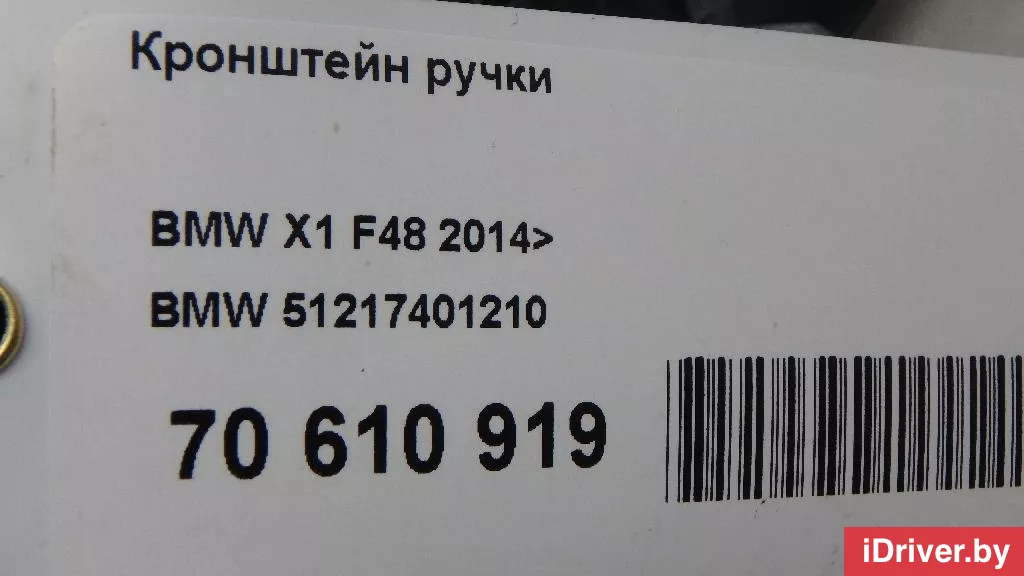 Кронштейн ручки
BMW X1 F48 2014>
BMW 51217401210
70 610 919
iDriver.by